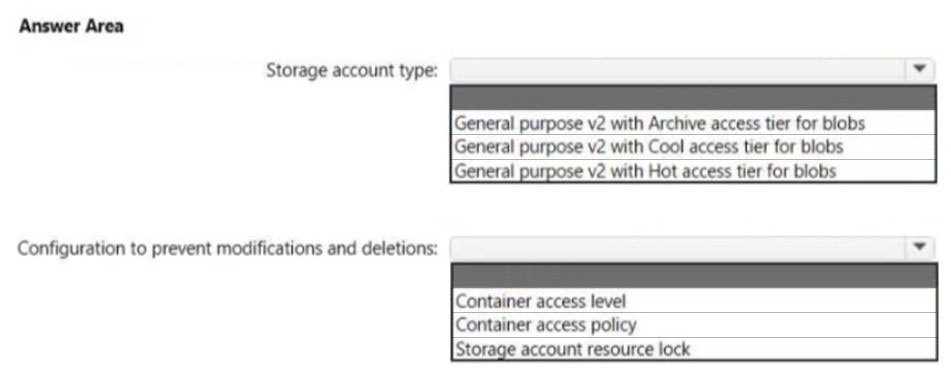 Answer Area
Storage account type:
General purpose v2 with Archive access tier for blobs
General purpose v2 with Cool access tier for blobs
General purpose v2 with Hot access tier for blobs
Configuration to prevent modifications and deletions:
Container access level
Container access policy
Storage account resource lock